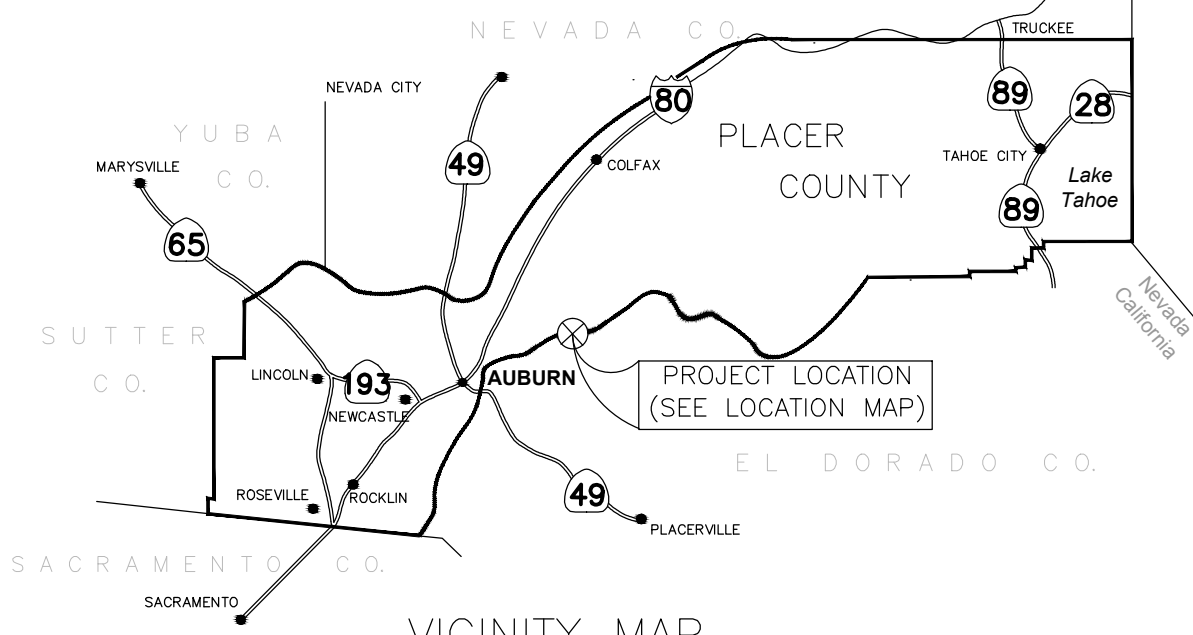 NEVADA CO.
TRUCKEE
NEVADA CITY
80
89
28
YUBA
CO.
PLACER
COUNTY
49
COLFAX
TAHOE CITY
MARYSVILLE
Lake
Tahoe
89
65
Nevada
California
SUTTER
CO.
LINCOLN
193
AUBURN
NEWCASTLE
PROJECT LOCATION
(SEE LOCATION MAP)
EL DORADO CO.
ROSEVILLE
ROCKLIN
49
PLACERVILLE
SACRAMENTO CO.
SACRAMENTO
VICINITY MAP